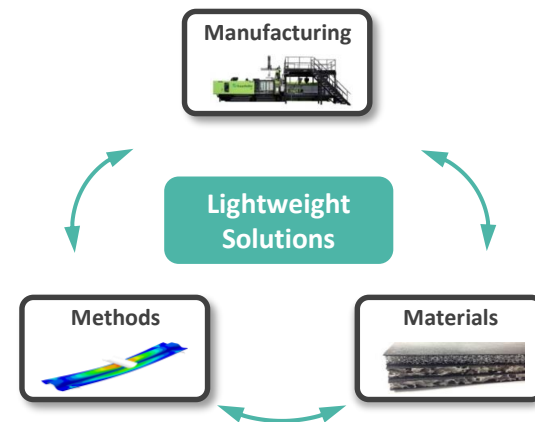 Manufacturing
Lightweight
Solutions
Methods
Materials